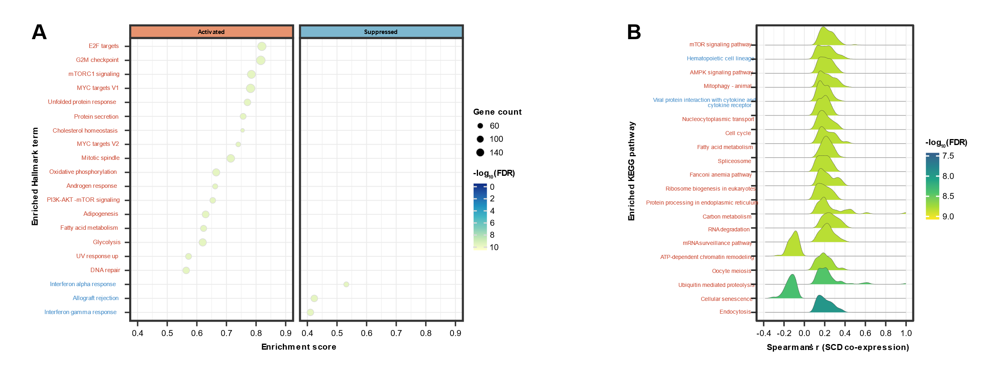 A
Activated
Suppressed
E2F targets
G2M checkpoint
mTORC1 signaling
MYC targets V1
Unfolded protein response
Protein secretion
Cholesterol homeostasis
MYC targets V2
Mitotic spindle
Oxidative phosphorylation
Androgen response
PI3K-AKT-mTOR signaling
Adipogenesis
Fatty acid metabolism
Glycolysis
UV response up
DNA repair
Interferon alpha response
Allograft rejection
Interferon gamma response
Enriched Hallmark term
0.4 0.5 0.6 0.7 0.8 0.9
0.4 0.5 0.6 0.7 0.8 0.9
Enrichment score
Gene count
60
100
140
-log10(FDR)
0
2
4
6
8
10
B
mTOR signaling pathway
Hematopoietic cell lineage
AMPK signaling pathway
Mitophagy - animal
Viral protein interaction with cytokine and
cytokine receptor
Nucleocytoplasmic transport
Cell cycle
Fatty acid metabolism
Spliceosome
Fanconi anemia pathway
Ribosome biogenesis in eukaryotes
Protein processing in endoplasmic reticulum
Carbon metabolism
RNA degradation
mRNA surveillance pathway
ATP-dependent chromatin remodeling
Oocyte meiosis
Ubiquitin mediated proteolysis
Cellular senescence
Endocytosis
Enriched KEGG pathway
-0.4 -0.2 0.0 0.2 0.4 0.6 0.8 1.0
Spearman's r (SCD co-expression)
-log10(FDR)
7.5
8.0
8.5
9.0